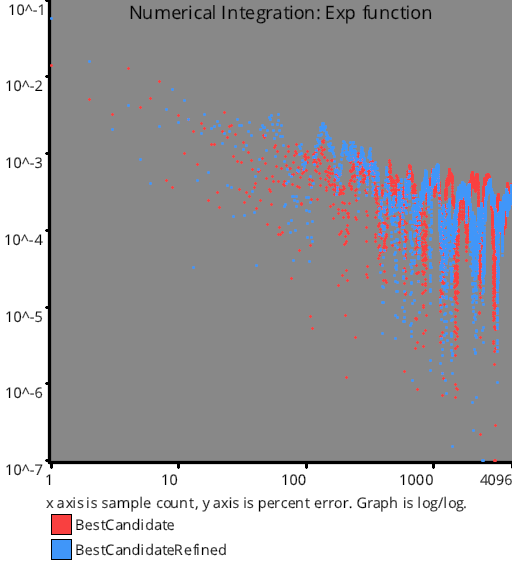 Numerical Integration: Exp function
10^-1
10^-2
10^-3
10^-4
10^-5
10^-6
10^-7
1 10 100 1000 4096
x axis is sample count, y axis is percent error. Graph is log/log.
BestCandidate
BestCandidateRefined